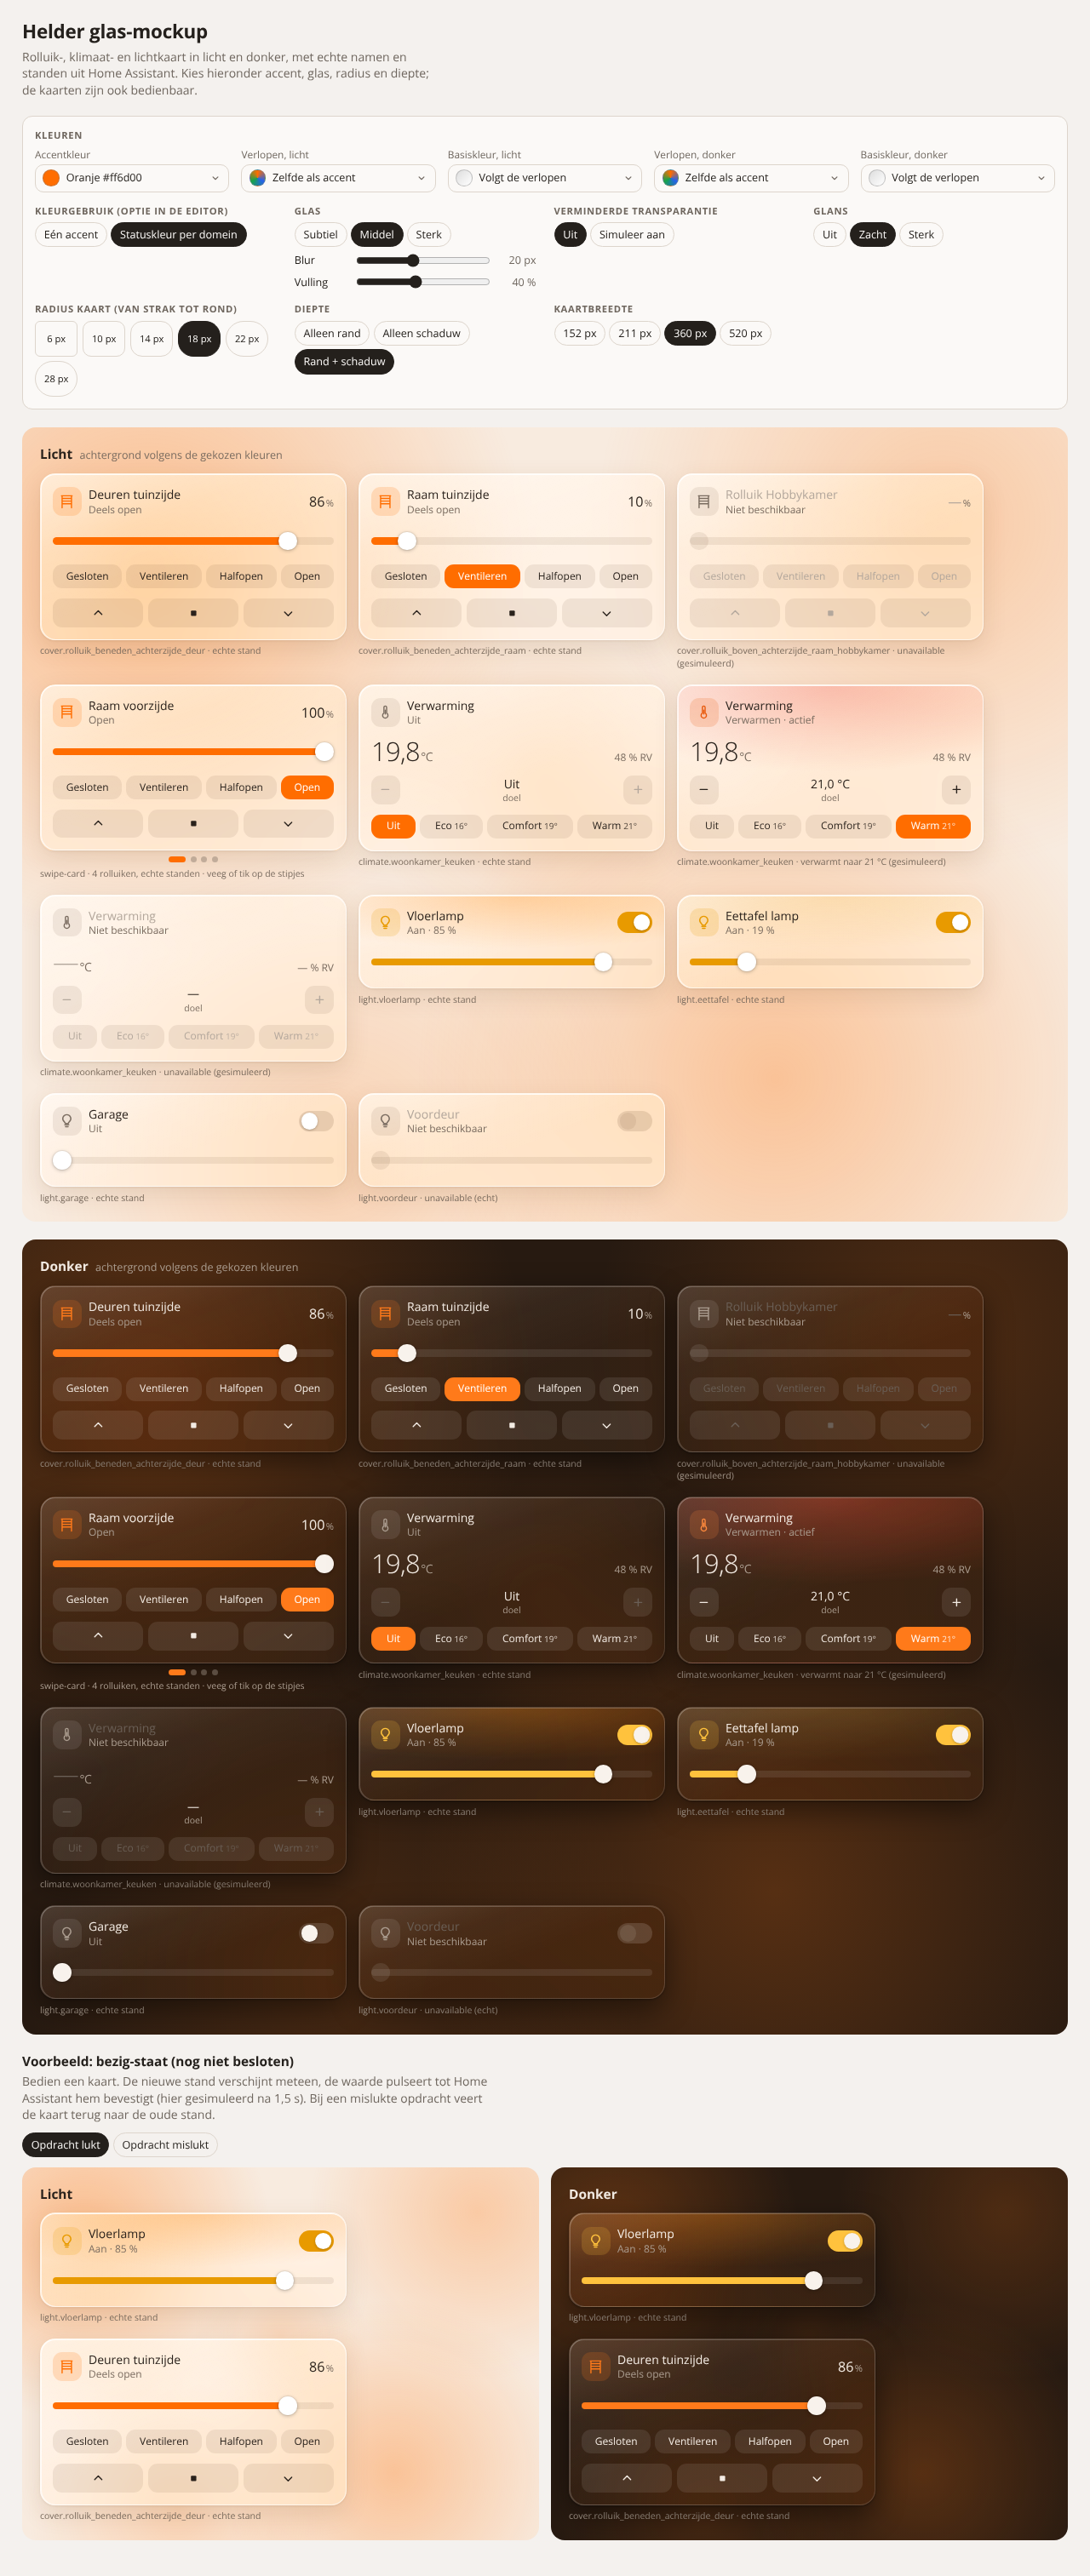 Helder glas-mockup
Rolluik-, klimaat- en lichtkaart in licht en donker, met echte namen en
standen uit Home Assistant. Kies hieronder accent, glas, radius en diepte;
de kaarten zijn ook bedienbaar.
KLEUREN
Accentkleur
Verlopen, licht
Basiskleur, licht
Verlopen, donker
Basiskleur, donker
Oranje #ff6d00
Zelfde als accent
Volgt de verlopen
Zelfde als accent
Volgt de verlopen
KLEURGEBRUIK (OPTIE IN DE EDITOR)
Eén accent
Statuskleur per domein
GLAS
Subtiel
Middel
Sterk
Blur
20 px
Vulling
40 %
VERMINDERDE TRANSPARANTIE
Uit
Simuleer aan
GLANS
Uit
Zacht
Sterk
RADIUS KAART (VAN STRAK TOT ROND)
6 px
10 px
14 px
18 px
22 px
28 px
DIEPTE
Alleen rand
Alleen schaduw
Rand + schaduw
KAARTBREEDTE
152 px
211 px
360 px
520 px
Licht achtergrond volgens de gekozen kleuren
Deuren tuinzijde
Deels open
86 %
Gesloten
Ventileren
Halfopen
Open
cover.rolluik_beneden_achterzijde_deur · echte stand
Raam tuinzijde
Deels open
10 %
Gesloten
Ventileren
Halfopen
Open
cover.rolluik_beneden_achterzijde_raam · echte stand
Rolluik Hobbykamer
Niet beschikbaar
— %
Gesloten
Ventileren
Halfopen
Open
cover.rolluik_boven_achterzijde_raam_hobbykamer · unavailable
(gesimuleerd)
Raam voorzijde
Open
100 %
Gesloten
Ventileren
Halfopen
Open
swipe-card · 4 rolluiken, echte standen · veeg of tik op de stipjes
Verwarming
Uit
19,8 °C
48 % RV
−
Uit
doel
+
Uit
Eco 16°
Comfort 19°
Warm 21°
climate.woonkamer_keuken · echte stand
Verwarming
Verwarmen · actief
19,8 °C
48 % RV
−
21,0 °C
doel
+
Uit
Eco 16°
Comfort 19°
Warm 21°
climate.woonkamer_keuken · verwarmt naar 21 °C (gesimuleerd)
Verwarming
Niet beschikbaar
— °C
— % RV
−
—
doel
+
Uit
Eco 16°
Comfort 19°
Warm 21°
climate.woonkamer_keuken · unavailable (gesimuleerd)
Vloerlamp
Aan · 85 %
light.vloerlamp · echte stand
Eettafel lamp
Aan · 19 %
light.eettafel · echte stand
Garage
Uit
light.garage · echte stand
Voordeur
Niet beschikbaar
light.voordeur · unavailable (echt)
Donker achtergrond volgens de gekozen kleuren
Deuren tuinzijde
Deels open
86 %
Gesloten
Ventileren
Halfopen
Open
cover.rolluik_beneden_achterzijde_deur · echte stand
Raam tuinzijde
Deels open
10 %
Gesloten
Ventileren
Halfopen
Open
cover.rolluik_beneden_achterzijde_raam · echte stand
Rolluik Hobbykamer
Niet beschikbaar
— %
Gesloten
Ventileren
Halfopen
Open
cover.rolluik_boven_achterzijde_raam_hobbykamer · unavailable
(gesimuleerd)
Raam voorzijde
Open
100 %
Gesloten
Ventileren
Halfopen
Open
swipe-card · 4 rolluiken, echte standen · veeg of tik op de stipjes
Verwarming
Uit
19,8 °C
48 % RV
−
Uit
doel
+
Uit
Eco 16°
Comfort 19°
Warm 21°
climate.woonkamer_keuken · echte stand
Verwarming
Verwarmen · actief
19,8 °C
48 % RV
−
21,0 °C
doel
+
Uit
Eco 16°
Comfort 19°
Warm 21°
climate.woonkamer_keuken · verwarmt naar 21 °C (gesimuleerd)
Verwarming
Niet beschikbaar
— °C
— % RV
−
—
doel
+
Uit
Eco 16°
Comfort 19°
Warm 21°
climate.woonkamer_keuken · unavailable (gesimuleerd)
Vloerlamp
Aan · 85 %
light.vloerlamp · echte stand
Eettafel lamp
Aan · 19 %
light.eettafel · echte stand
Garage
Uit
light.garage · echte stand
Voordeur
Niet beschikbaar
light.voordeur · unavailable (echt)
Voorbeeld: bezig-staat (nog niet besloten)
Bedien een kaart. De nieuwe stand verschijnt meteen, de waarde pulseert tot Home
Assistant hem bevestigt (hier gesimuleerd na 1,5 s). Bij een mislukte opdracht veert
de kaart terug naar de oude stand.
Opdracht lukt
Opdracht mislukt
Licht
Vloerlamp
Aan · 85 %
light.vloerlamp · echte stand
Deuren tuinzijde
Deels open
86 %
Gesloten
Ventileren
Halfopen
Open
cover.rolluik_beneden_achterzijde_deur · echte stand
Donker
Vloerlamp
Aan · 85 %
light.vloerlamp · echte stand
Deuren tuinzijde
Deels open
86 %
Gesloten
Ventileren
Halfopen
Open
cover.rolluik_beneden_achterzijde_deur · echte stand